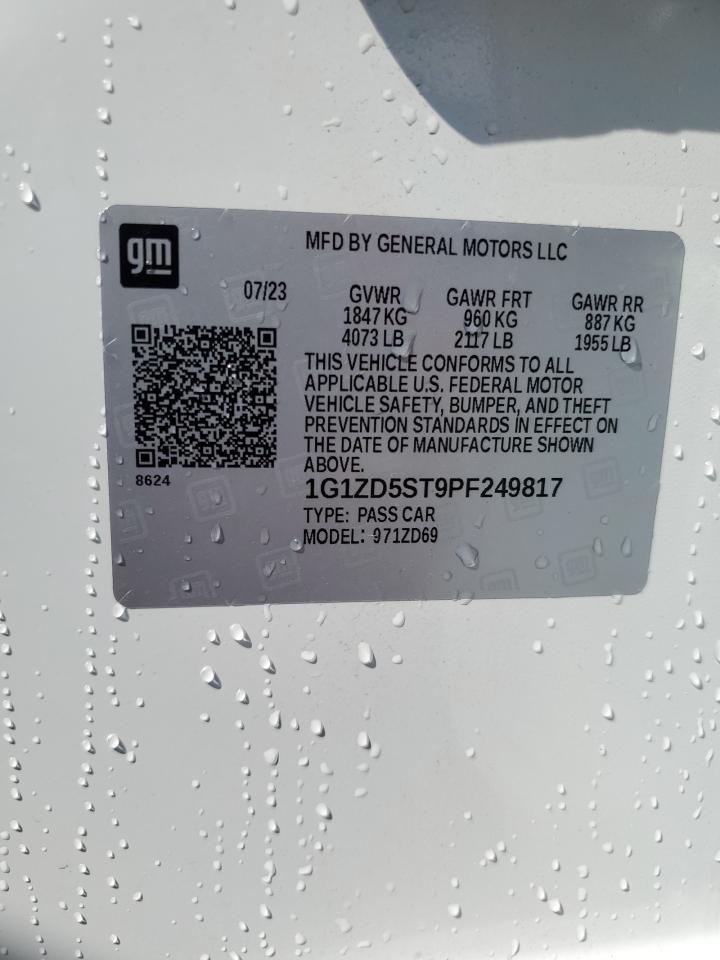 gm
MFD BY GENERAL MOTORS LLC
07/23
GVWR GAWR FRT GAWR RR
1847 KG 960 KG 887 KG
4073 LB 2117 LB 1955 LB
THIS VEHICLE CONFORMS TO ALL
APPLICABLE U.S. FEDERAL MOTOR
VEHICLE SAFETY, BUMPER, AND THEFT
PREVENTION STANDARDS IN EFFECT ON
THE DATE OF MANUFACTURE SHOWN
ABOVE.
8624
1G1ZD5ST9PF249817
TYPE: PASS CAR
MODEL: 971ZD69